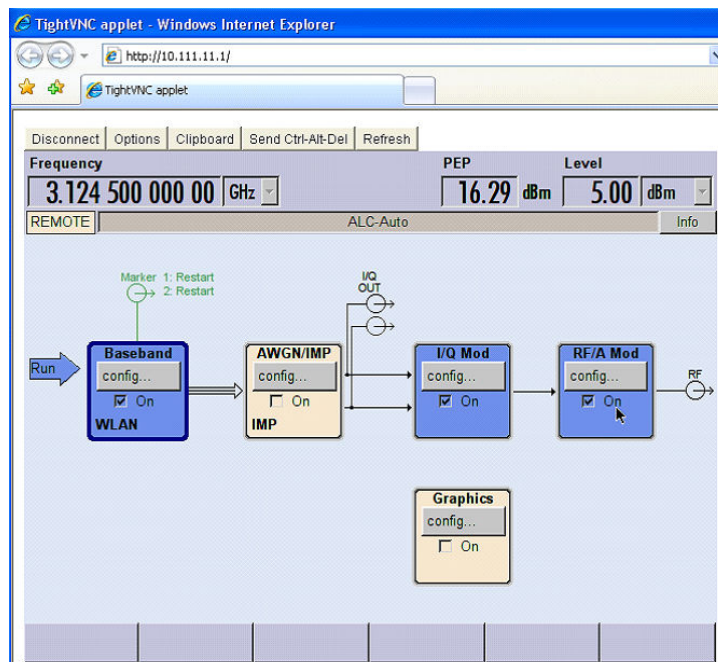 TightVNC applet - Windows Internet Explorer
http://10.111.11.1/
TightVNC applet
Disconnect Options Clipboard Send Ctrl-Alt-Del Refresh
Frequency PEP Level
3.124 500 000 00 GHz 16.29 dBm 5.00 dBm
REMOTE ALC-Auto Info
Marker 1: Restart
2: Restart
I/Q
OUT
Run
Baseband AWGN/IMP I/Q Mod RF/A Mod
config... config... config... config... RF
On On On On
WLAN IMP
Graphics
config...
On